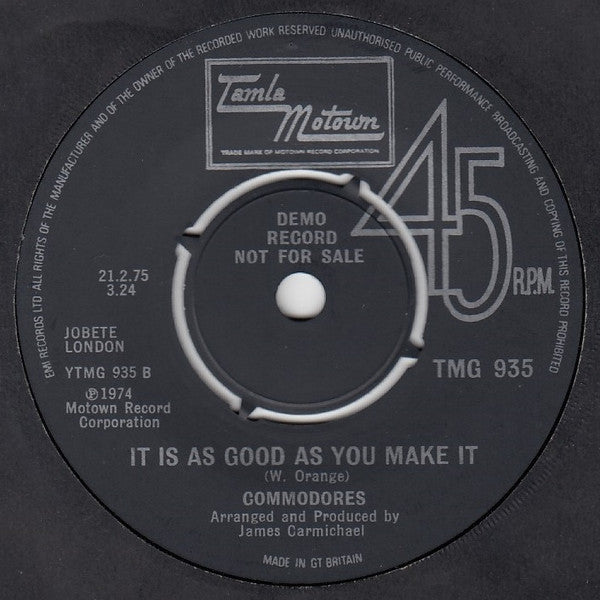 EMI RECORDS LTD ALL RIGHTS OF THE MANUFACTURER AND OF THE OWNER OF THE RECORDED WORK RESERVED UNAUTHORISED PUBLIC PERFORMANCE BROADCASTING AND COPYING OF THIS RECORD PROHIBITED
Tamla
Motown
TRADE MARK OF MOTOWN RECORD CORPORATION
45
R.P.M.
DEMO
RECORD
NOT FOR SALE
21.2.75
3.24
JOBETE
LONDON
YTMG 935 B
℗1974
Motown Record
Corporation
TMG 935
IT IS AS GOOD AS YOU MAKE IT
(W. Orange)
COMMODORES
Arranged and Produced by
James Carmichael
MADE IN GT BRITAIN